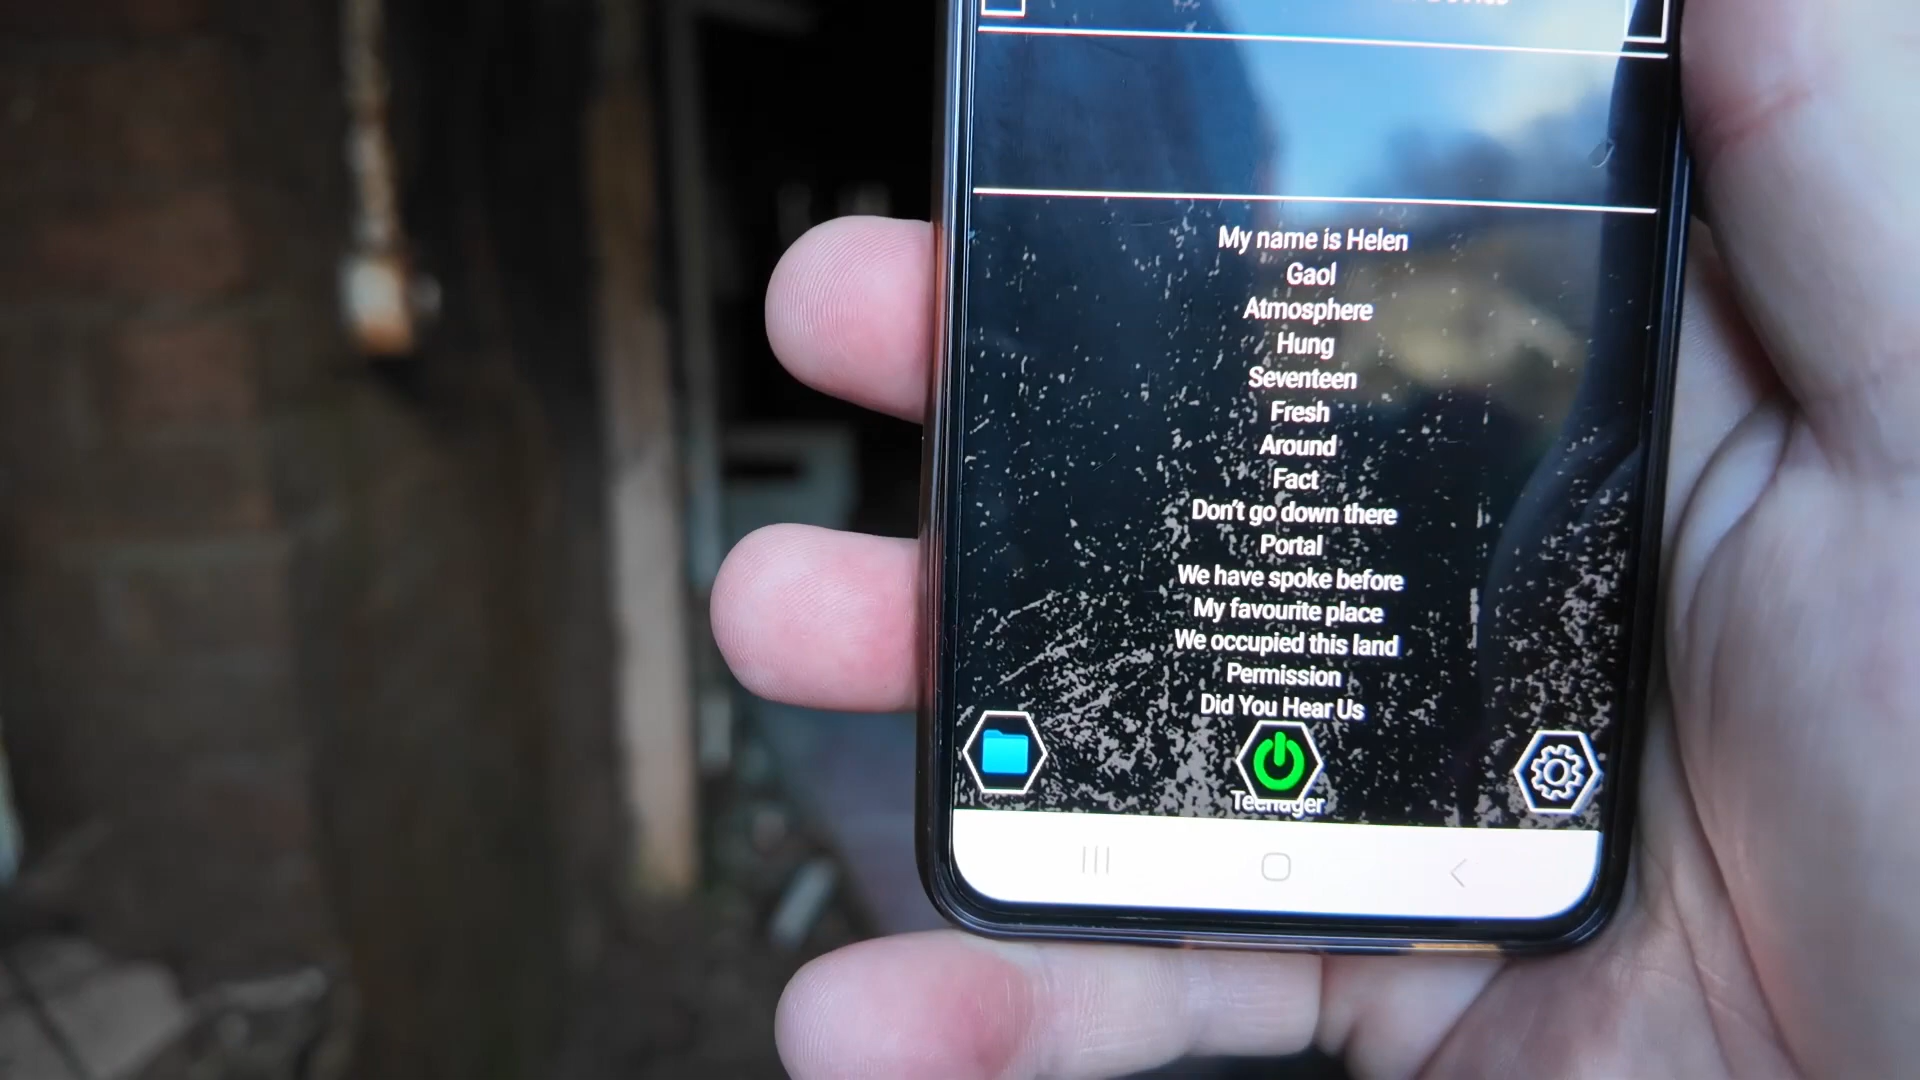 My name is Helen
Gaol
Atmosphere
Hung
Seventeen
Fresh
Around
Fact
Don't go down there
Portal
We have spoke before
My favourite place
We occupied this land
Permission
Did You Hear Us
Teenager